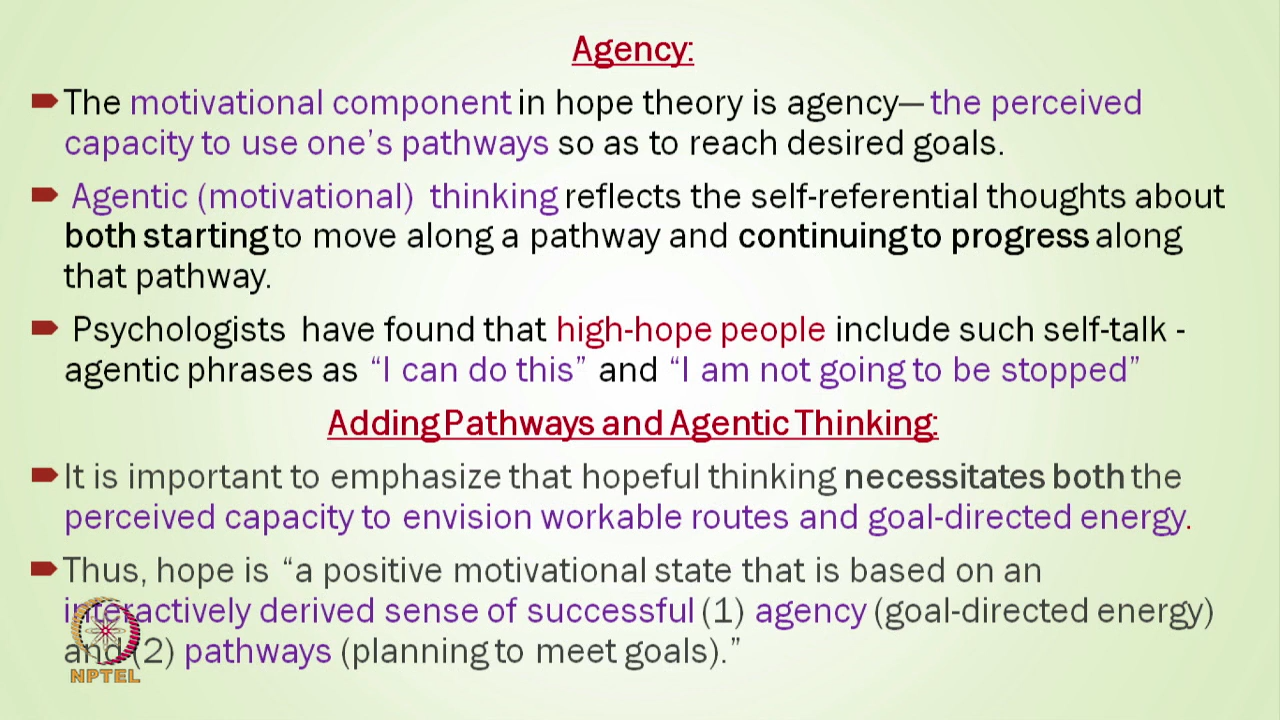 Agency:
The motivational component in hope theory is agency— the perceived
capacity to use one's pathways so as to reach desired goals.
Agentic (motivational) thinking reflects the self-referential thoughts about
both starting to move along a pathway and continuing to progress along
that pathway.
Psychologists have found that high-hope people include such self-talk -
agentic phrases as “I can do this” and “I am not going to be stopped”
Adding Pathways and Agentic Thinking:
It is important to emphasize that hopeful thinking necessitates both the
perceived capacity to envision workable routes and goal-directed energy.
Thus, hope is “a positive motivational state that is based on an
interactively derived sense of successful (1) agency (goal-directed energy)
and (2) pathways (planning to meet goals).”
NPTEL